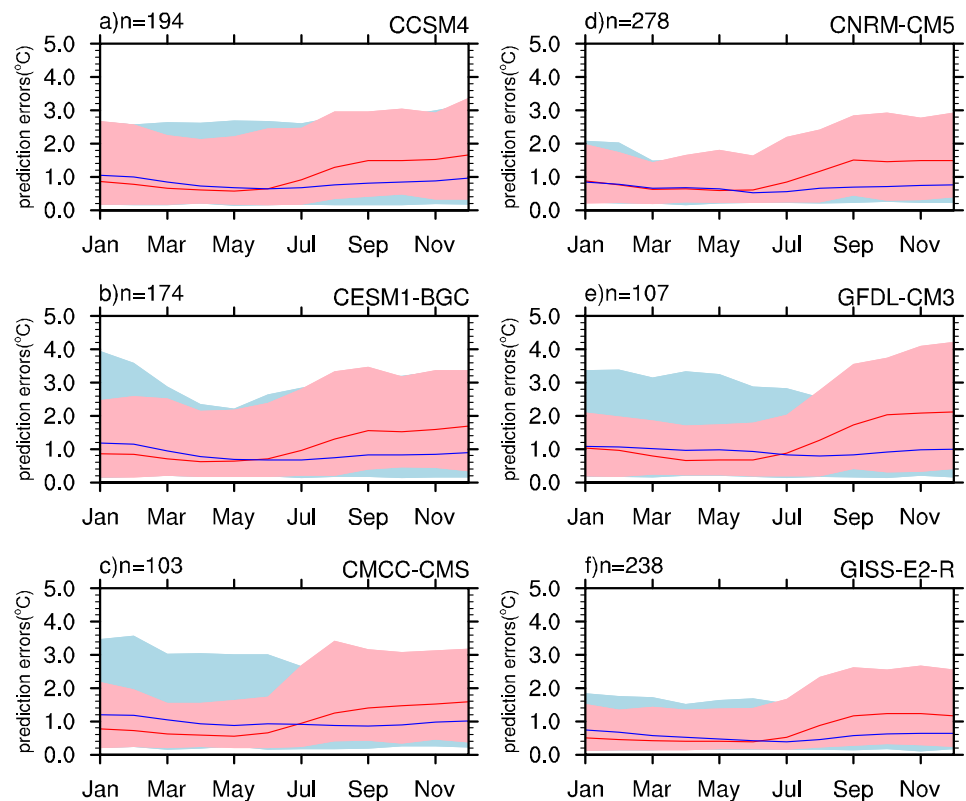 a)n=194 CCSM4
prediction errors(°C)
5.0
4.0
3.0
2.0
1.0
0.0
Jan Mar May Jul Sep Nov
b)n=174 CESM1-BGC
prediction errors(°C)
5.0
4.0
3.0
2.0
1.0
0.0
Jan Mar May Jul Sep Nov
c)n=103 CMCC-CMS
prediction errors(°C)
5.0
4.0
3.0
2.0
1.0
0.0
Jan Mar May Jul Sep Nov
d)n=278 CNRM-CM5
prediction errors(°C)
5.0
4.0
3.0
2.0
1.0
0.0
Jan Mar May Jul Sep Nov
e)n=107 GFDL-CM3
prediction errors(°C)
5.0
4.0
3.0
2.0
1.0
0.0
Jan Mar May Jul Sep Nov
f)n=238 GISS-E2-R
prediction errors(°C)
5.0
4.0
3.0
2.0
1.0
0.0
Jan Mar May Jul Sep Nov